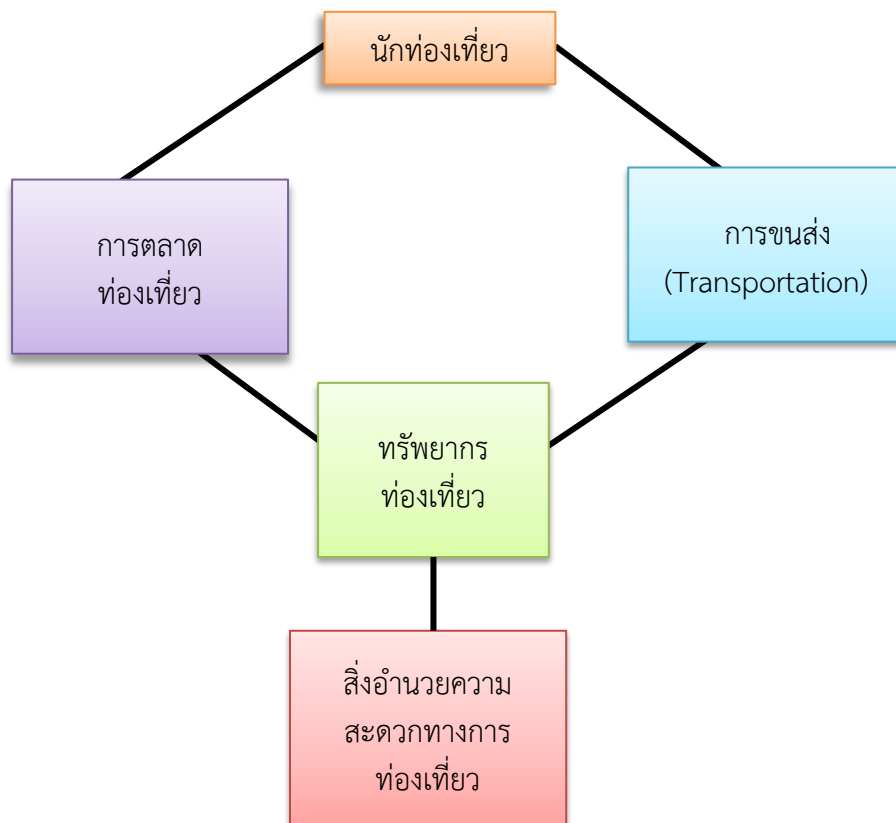 นักท่องเที่ยว
การตลาด
ท่องเที่ยว
การขนส่ง
(Transportation)
ทรัพยากร
ท่องเที่ยว
สิ่งอำนวยความ
สะดวกทางการ
ท่องเที่ยว